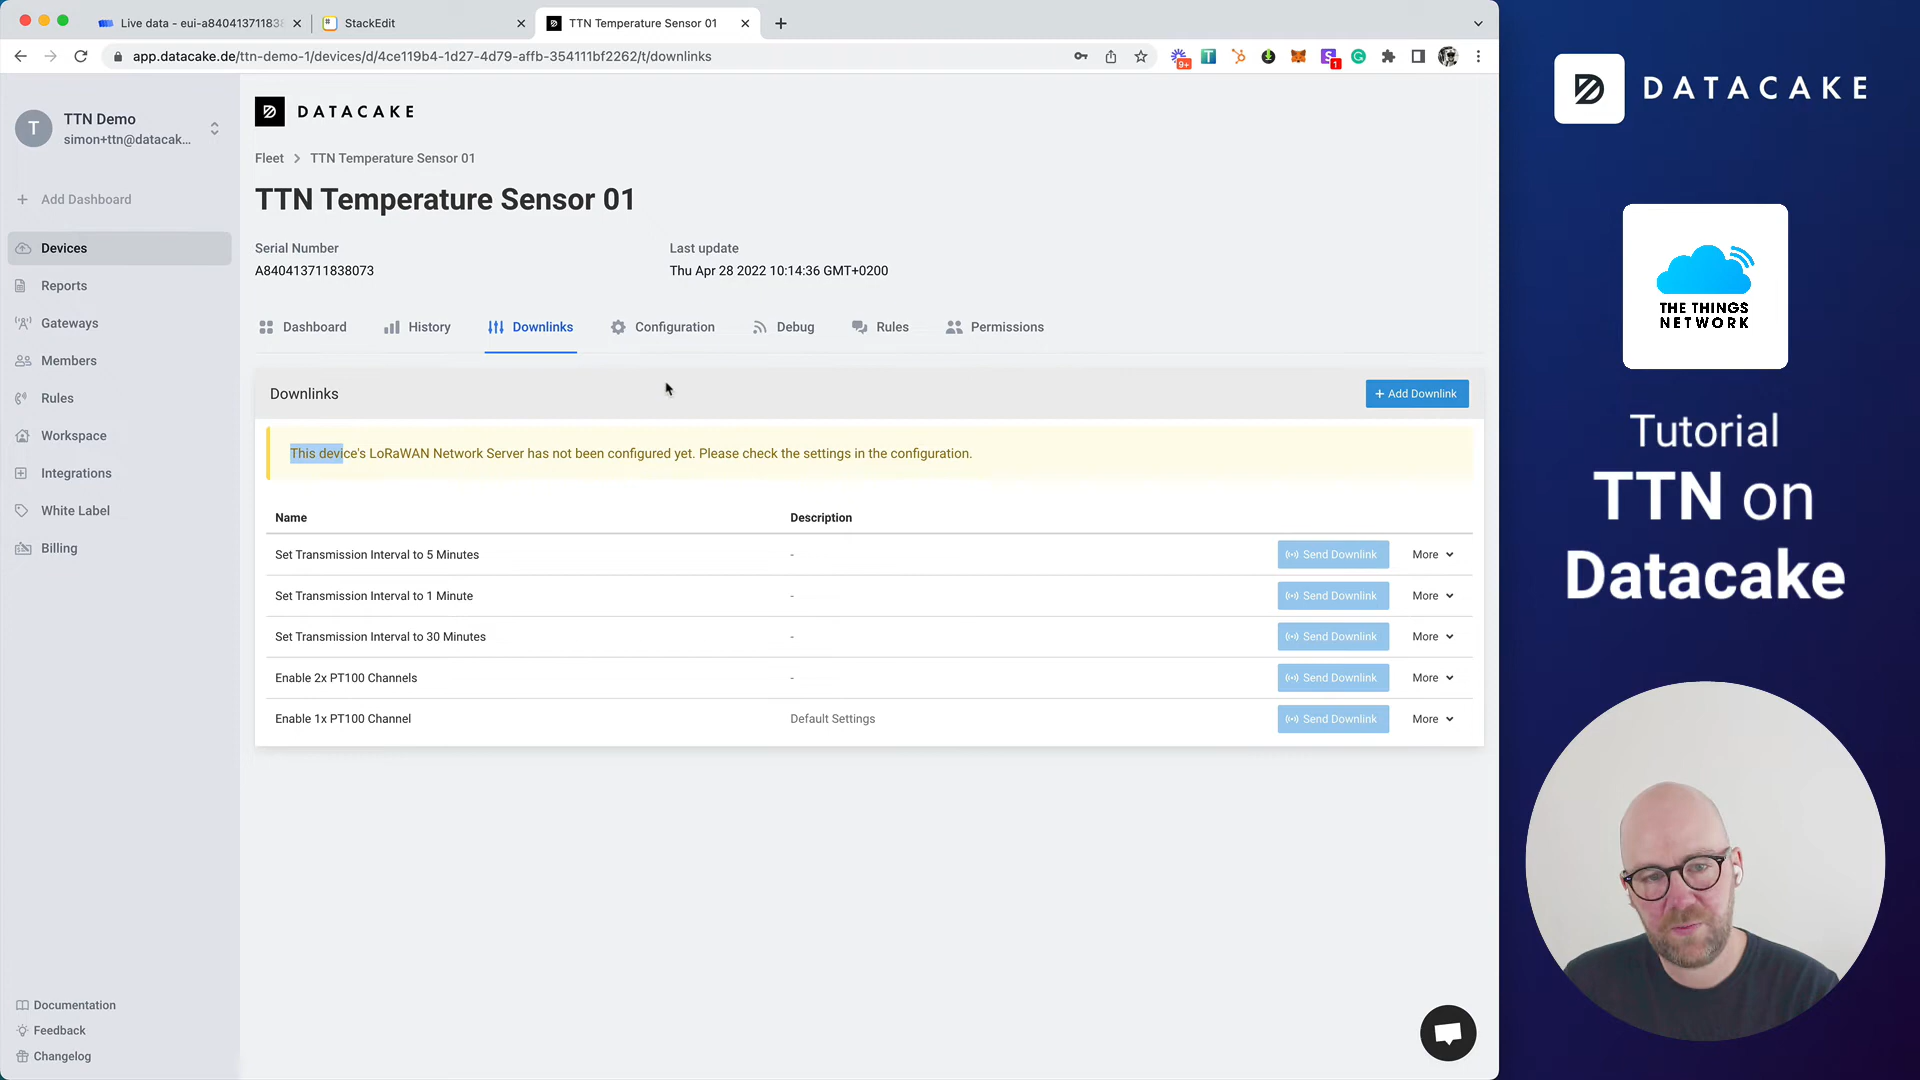 Live data - eui-a84041371183
StackEdit
TTN Temperature Sensor 01
app.datacake.de/ttn-demo-1/devices/d/4ce119b4-1d27-4d79-affb-354111bf2262/t/downlinks
9+
1
T
TTN Demo
simon+ttn@datacak...
Add Dashboard
Devices
Reports
Gateways
Members
Rules
Workspace
Integrations
White Label
Billing
Documentation
Feedback
Changelog
DATACAKE
Fleet > TTN Temperature Sensor 01
TTN Temperature Sensor 01
Serial Number Last update
A840413711838073 Thu Apr 28 2022 10:14:36 GMT+0200
Dashboard History Downlinks Configuration Debug Rules Permissions
Downlinks + Add Downlink
This device's LoRaWAN Network Server has not been configured yet. Please check the settings in the configuration.
Name Description
Set Transmission Interval to 5 Minutes - Send Downlink More
Set Transmission Interval to 1 Minute - Send Downlink More
Set Transmission Interval to 30 Minutes - Send Downlink More
Enable 2x PT100 Channels - Send Downlink More
Enable 1x PT100 Channel Default Settings Send Downlink More
DATACAKE
THE THINGS
NETWORK
Tutorial
TTN on
Datacake